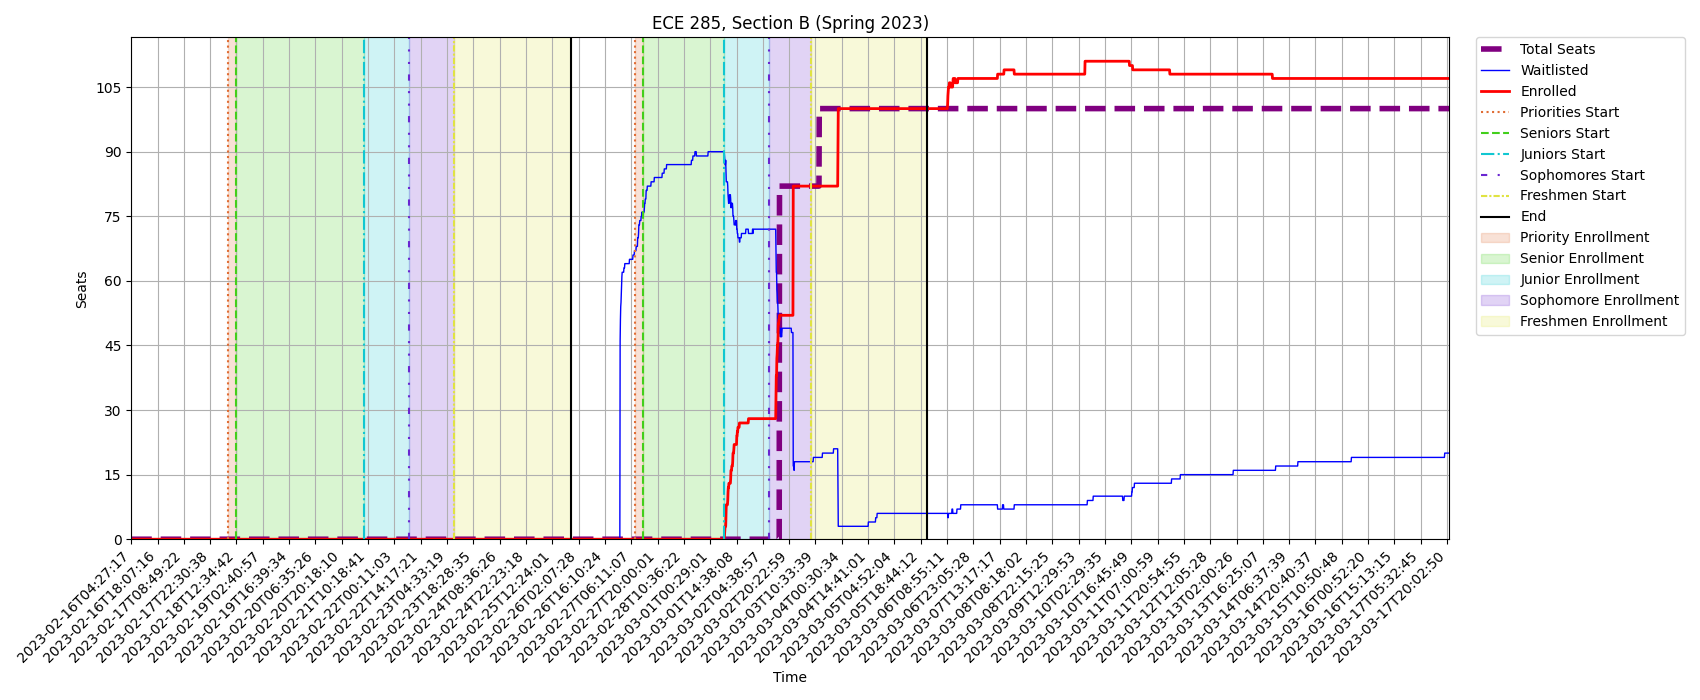 ECE 285, Section B (Spring 2023)
Seats
105
90
75
60
45
30
15
0
2023-02-16T04:27:17
2023-02-16T18:07:16
2023-02-17T08:49:22
2023-02-17T22:30:38
2023-02-18T12:34:42
2023-02-19T02:40:57
2023-02-19T16:39:34
2023-02-20T06:35:26
2023-02-20T20:18:10
2023-02-21T10:18:41
2023-02-22T00:11:03
2023-02-22T14:17:21
2023-02-23T04:33:19
2023-02-23T18:28:35
2023-02-24T08:36:26
2023-02-24T22:23:18
2023-02-25T12:24:01
2023-02-26T02:07:28
2023-02-26T16:10:24
2023-02-27T06:11:07
2023-02-27T20:00:01
2023-02-28T10:36:22
2023-03-01T00:29:01
2023-03-01T14:38:08
2023-03-02T04:38:57
2023-03-02T20:22:59
2023-03-03T10:33:39
2023-03-04T00:30:34
2023-03-04T14:41:01
2023-03-05T04:52:04
2023-03-05T18:44:12
2023-03-06T08:55:11
2023-03-06T23:05:28
2023-03-07T13:17:17
2023-03-08T08:18:02
2023-03-08T22:15:25
2023-03-09T12:29:53
2023-03-10T02:29:35
2023-03-10T16:45:49
2023-03-11T07:00:59
2023-03-11T20:54:55
2023-03-12T12:05:28
2023-03-13T02:00:26
2023-03-13T16:25:07
2023-03-14T06:37:39
2023-03-14T20:40:37
2023-03-15T10:50:48
2023-03-16T00:52:20
2023-03-16T15:13:15
2023-03-17T05:32:45
2023-03-17T20:02:50
Time
Total Seats
Waitlisted
Enrolled
Priorities Start
Seniors Start
Juniors Start
Sophomores Start
Freshmen Start
End
Priority Enrollment
Senior Enrollment
Junior Enrollment
Sophomore Enrollment
Freshmen Enrollment